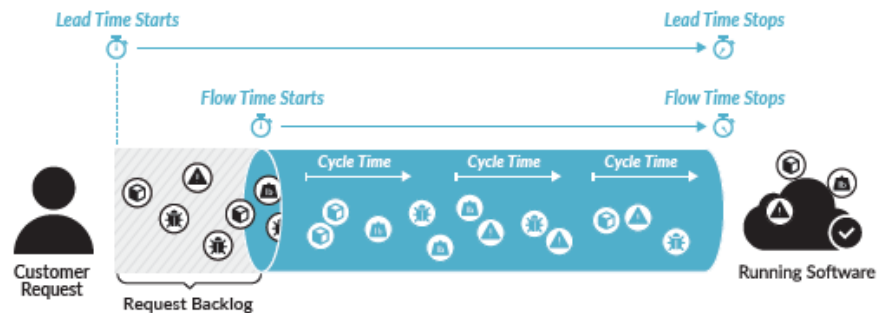 Lead Time Starts
Lead Time Stops
Flow Time Starts
Flow Time Stops
Cycle Time
Cycle Time
Cycle Time
Customer
Request
Request Backlog
Running Software